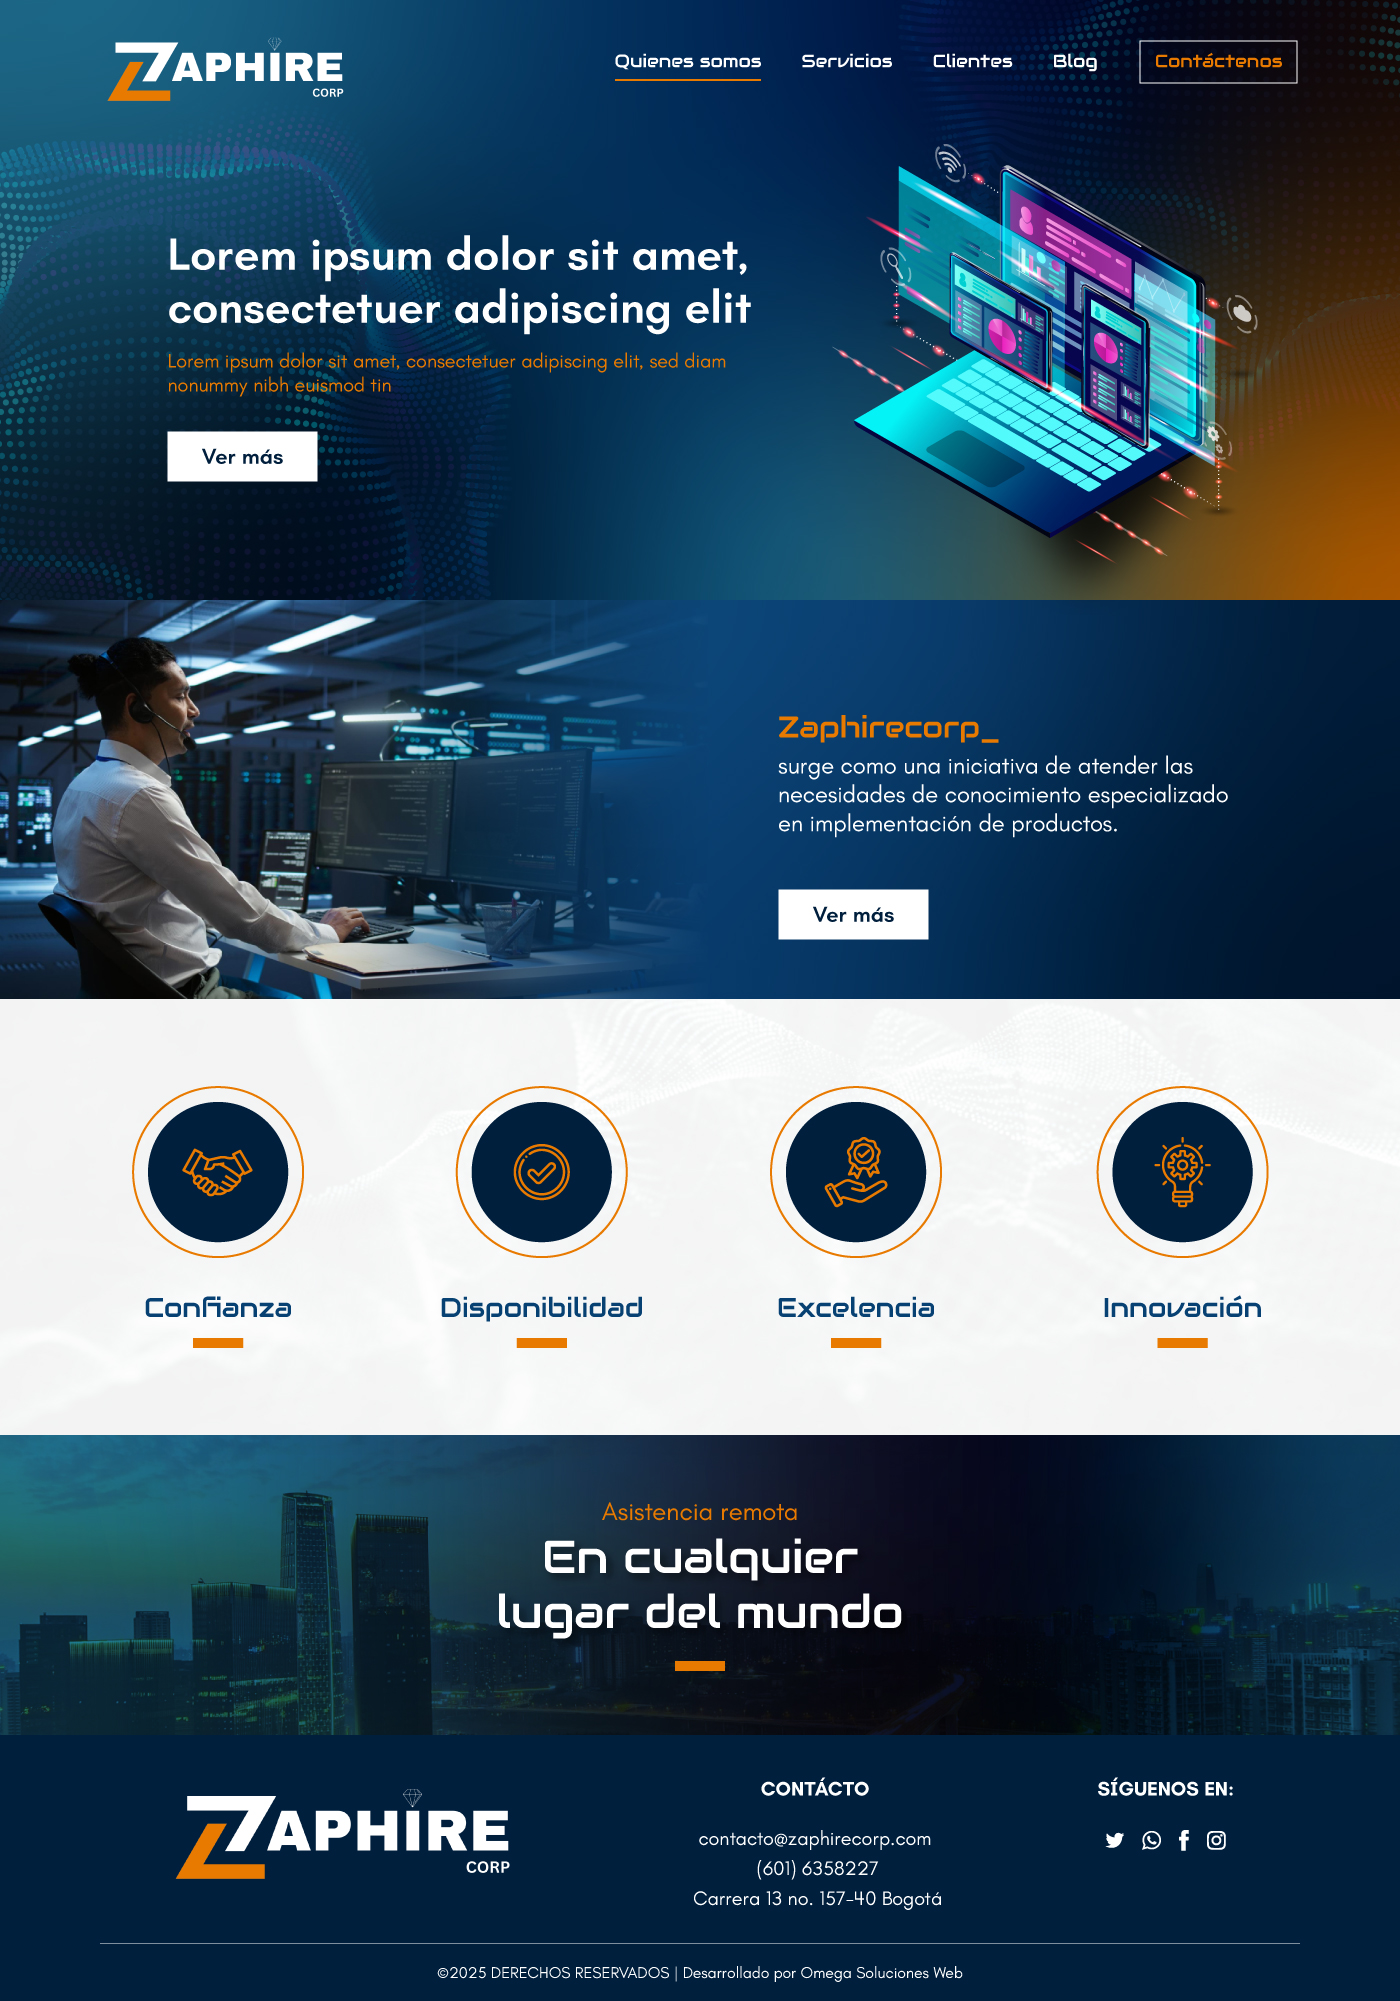 ZAPHIRE
CORP
Quienes somos
Servicios
Clientes
Blog
Contáctenos
Lorem ipsum dolor sit amet,
consectetuer adipiscing elit
Lorem ipsum dolor sit amet, consectetuer adipiscing elit, sed diam
nonummy nibh euismod tin
Ver más
Zaphirecorp_
surge como una iniciativa de atender las
necesidades de conocimiento especializado
en implementación de productos.
Ver más
Confianza
Disponibilidad
Excelencia
Innovación
Asistencia remota
En cualquier
lugar del mundo
ZAPHIRE
CORP
CONTÁCTO
contacto@zaphirecorp.com
(601) 6358227
Carrera 13 no. 157-40 Bogotá
SÍGUENOS EN:
©2025 DERECHOS RESERVADOS | Desarrollado por Omega Soluciones Web